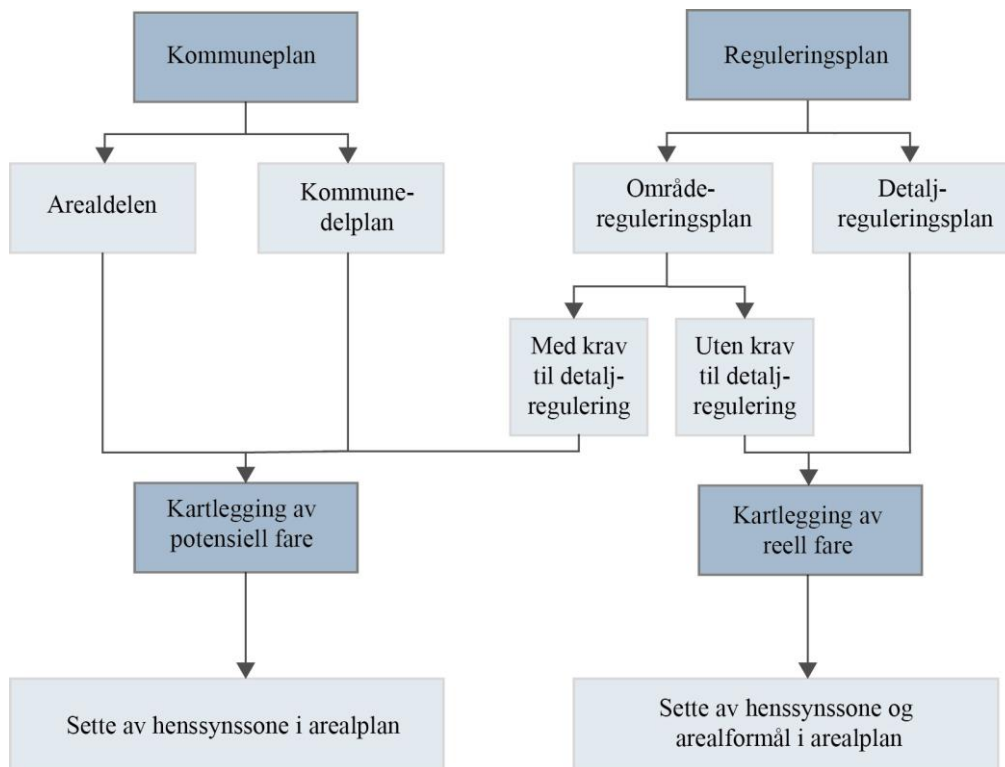 Kommuneplan
Reguleringsplan
Arealdelen
Kommune-
delplan
Område-
reguleringsplan
Detalj-
reguleringsplan
Med krav
til detalj-
regulering
Uten krav
til detalj-
regulering
Kartlegging av
potensiell fare
Kartlegging av
reell fare
Sette av henssynssone i arealplan
Sette av henssynssone og
arealformål i arealplan